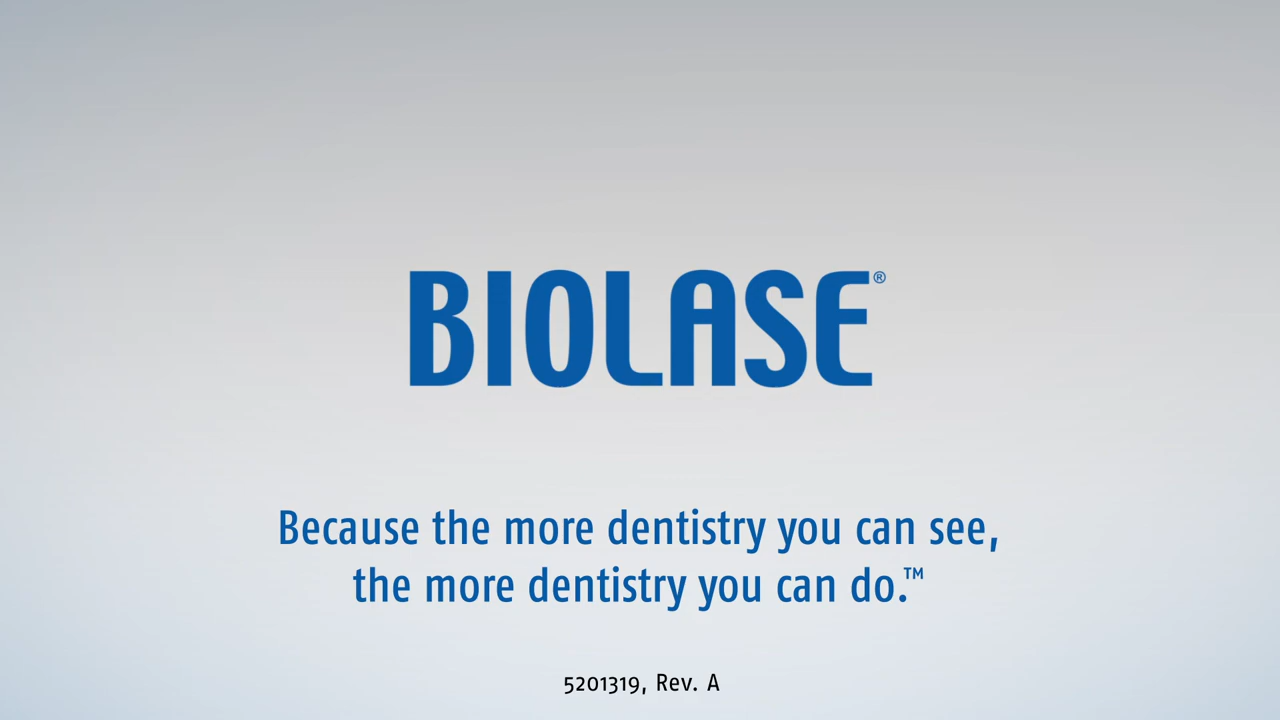 BIOLASE®
Because the more dentistry you can see,
the more dentistry you can do.™
5201319, Rev. A